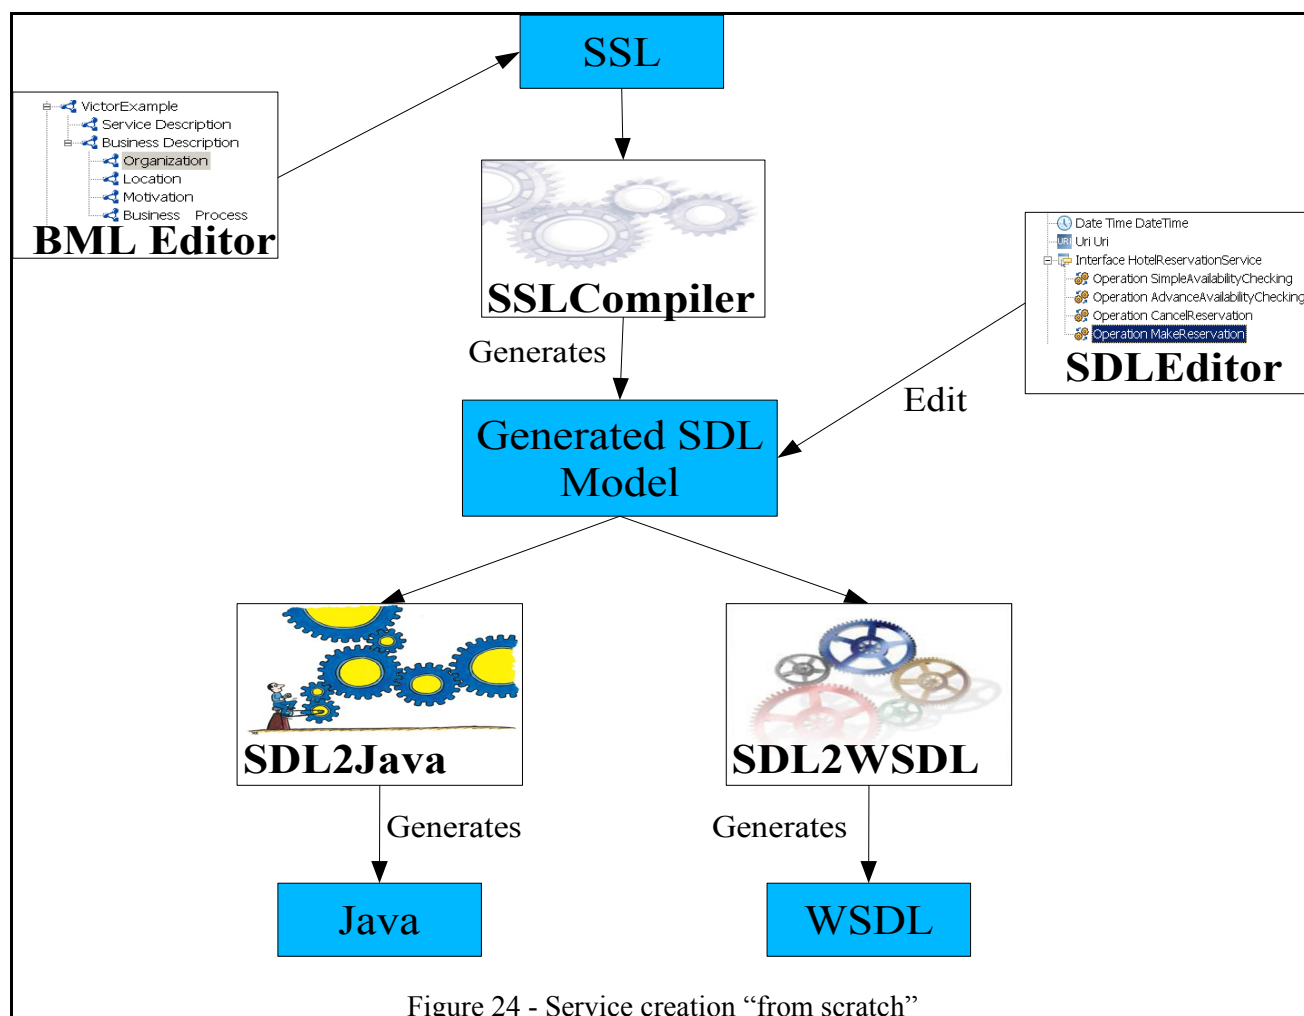 SSL
VictorExample
Service Description
Business Description
Organization
Location
Motivation
Business Process
BML Editor
SSLCompiler
Date Time DateTime
URI Uri Uri
Interface HotelReservationService
Operation SimpleAvailabilityChecking
Operation AdvanceAvailabilityChecking
Operation CancelReservation
Operation MakeReservation
SDLEditor
Generates
Edit
Generated SDL
Model
SDL2Java
SDL2WSDL
Generates
Generates
Java
WSDL
Figure 24 - Service creation “from scratch”